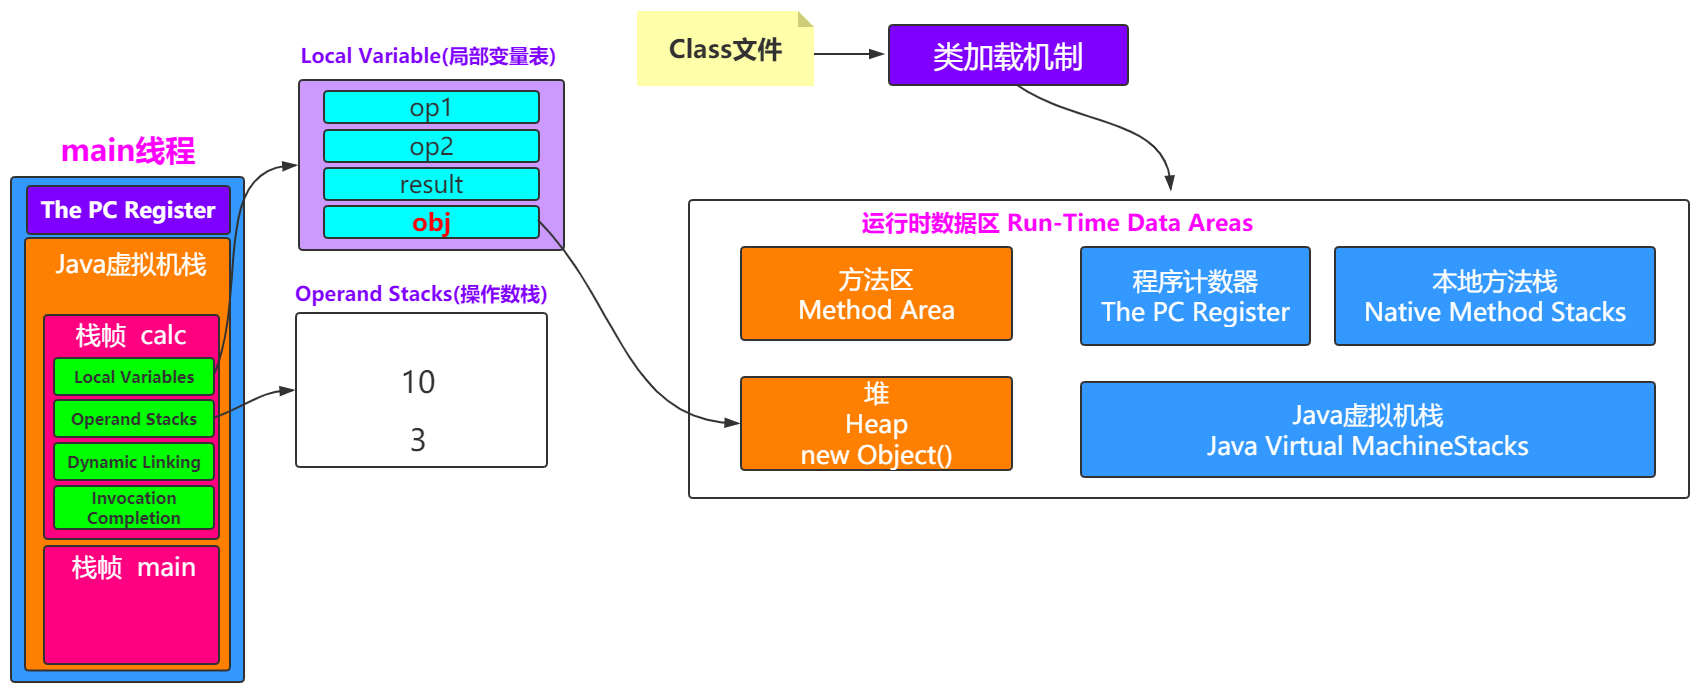 main线程
The PC Register
Java虚拟机栈
栈帧 calc
Local Variables
Operand Stacks
Dynamic Linking
Invocation
Completion
栈帧 main
Local Variable(局部变量表)
op1
op2
result
obj
Operand Stacks(操作数栈)
10
3
Class文件
类加载机制
运行时数据区 Run-Time Data Areas
方法区
Method Area
程序计数器
The PC Register
本地方法栈
Native Method Stacks
堆
Heap
new Object()
Java虚拟机栈
Java Virtual MachineStacks